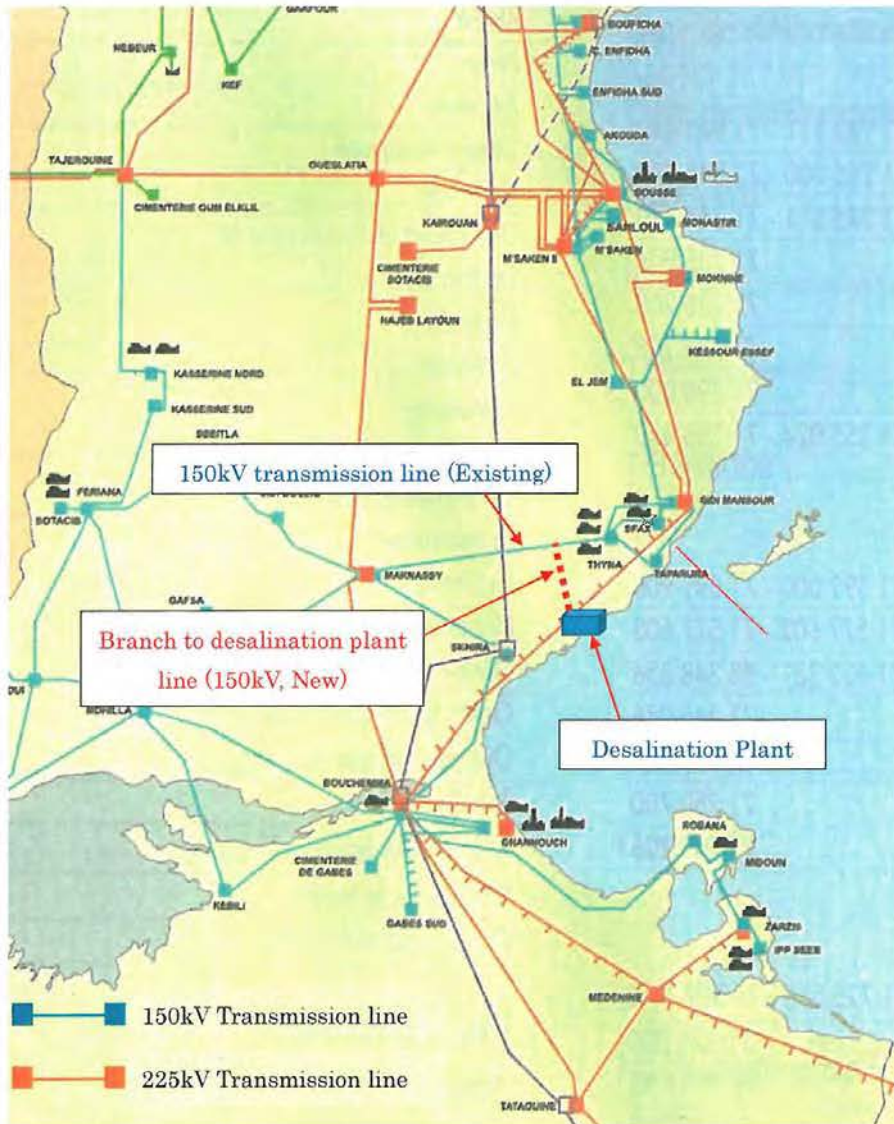 GAAFOUR
BOUFICHA
NEBEUR
C. ENFIDHA
KEF
ENFIDHA SUD
AKOUDA
TAJEROUINE
OUESLATIA
SOUSSE
CIMENTERIE OUM ELKLIL
KAIROUAN
SAHLOUL
MONASTIR
M'SAKEN II
M'SAKEN
CIMENTERIE
SOTACIB
MOKNINE
HAJEB LAYOUN
KESSOUR ESSEF
KASSERINE NORD
EL JEM
KASSERINE SUD
SBEITLA
150kV transmission line (Existing)
FERIANA
SIDI MANSOUR
SOTACIB
SFAX
THYNA
TAPARURA
MAKNASSY
GAFSA
Branch to desalination plant
line (150kV, New)
SKHIRA
OUI
MDHILLA
Desalination Plant
BOUCHEMMA
ROBANA
GHANNOUCH
MIDOUN
CIMENTERIE
DE GABES
KEBILI
ZARZIS
GABES SUD
IPP BEEB
MEDENINE
150kV Transmission line
225kV Transmission line
TATAOUINE